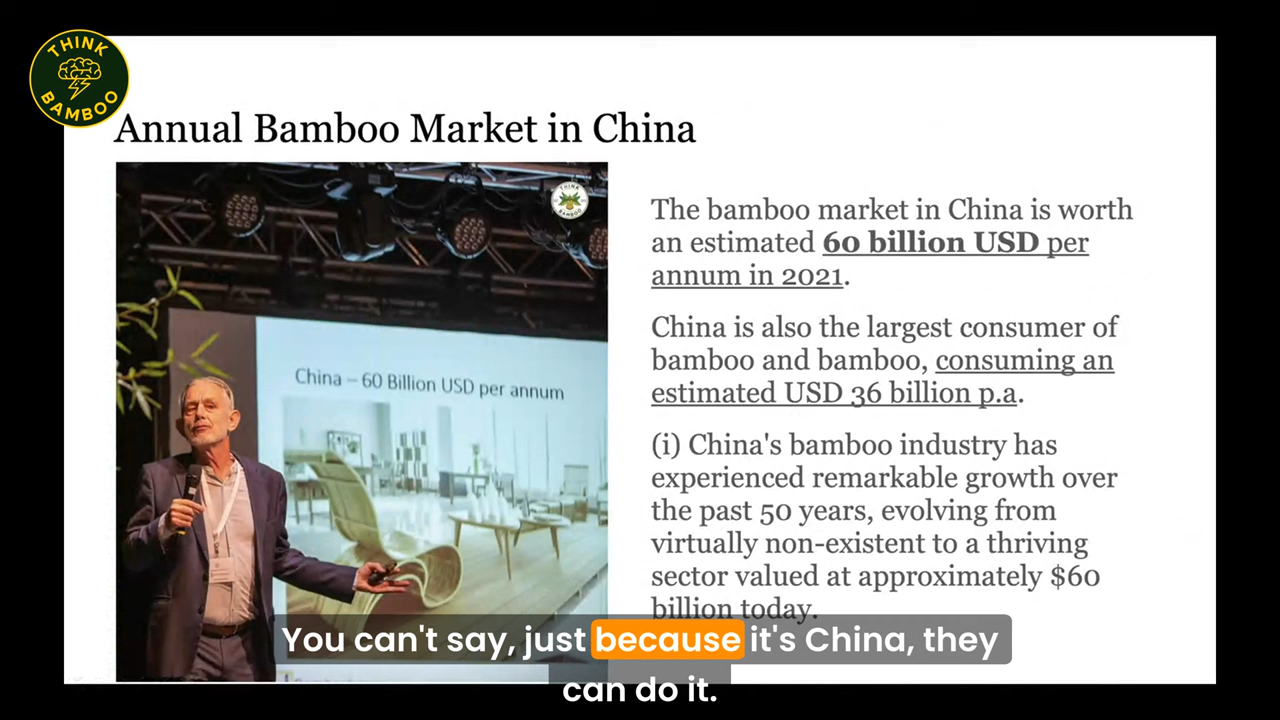 THINK
BAMBOO
Annual Bamboo Market in China
THINK
BAMBOO
China – 60 Billion USD per annum
The bamboo market in China is worth
an estimated 60 billion USD per
annum in 2021.
China is also the largest consumer of
bamboo and bamboo, consuming an
estimated USD 36 billion p.a.
(i) China's bamboo industry has
experienced remarkable growth over
the past 50 years, evolving from
virtually non-existent to a thriving
sector valued at approximately $60
billion today.
You can't say, just because it's China, they
can do it.